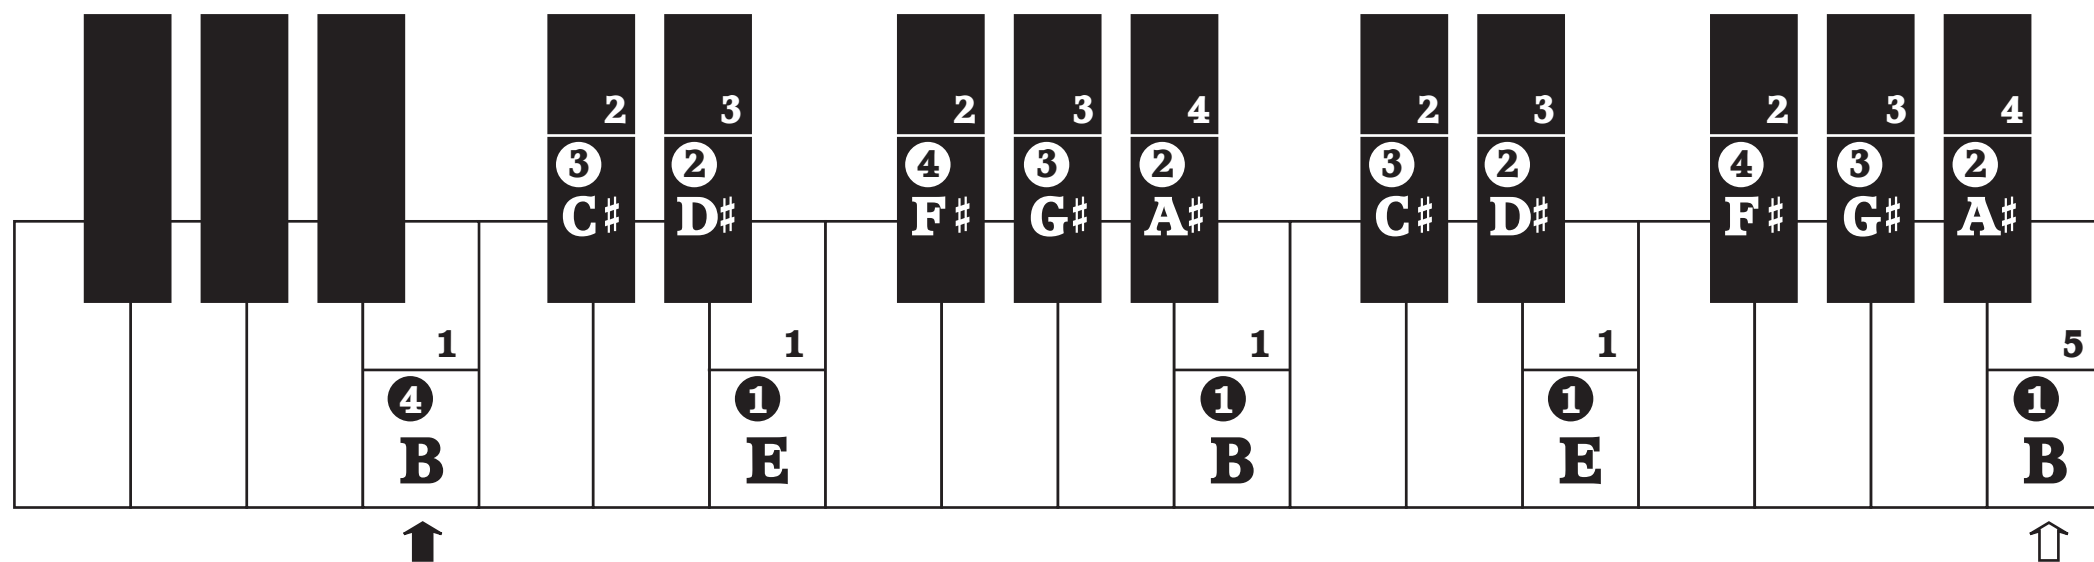 2 3 2 3 4 2 3 2 3 4
3 2 4 3 2 3 2 4 3 2
C♯ D♯ F♯ G♯ A♯ C♯ D♯ F♯ G♯ A♯
1 1 1 1 5
4 1 1 1 1
B E B E B